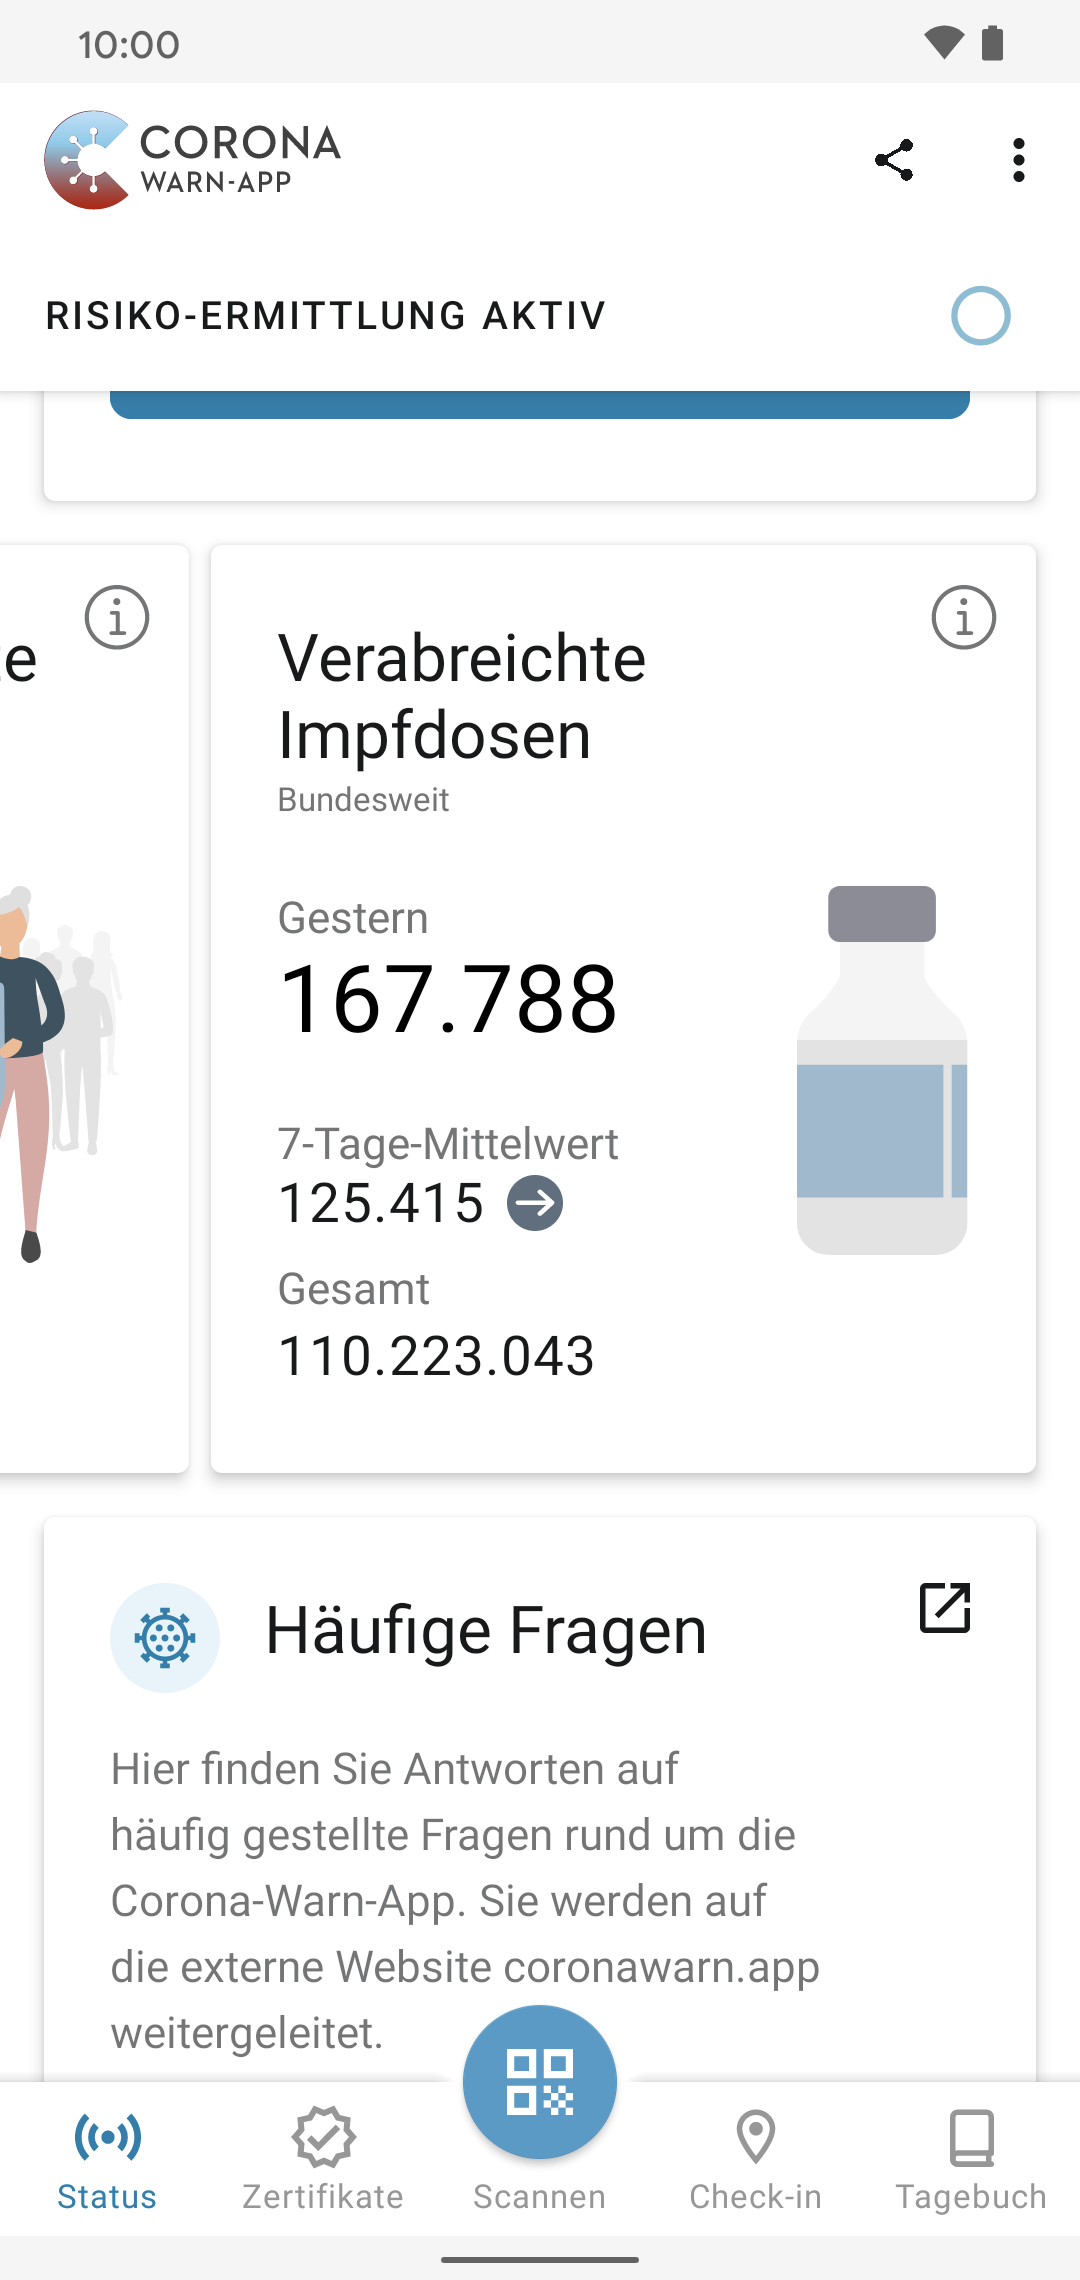 10:00
CORONA
WARN-APP
RISIKO-ERMITTLUNG AKTIV
Verabreichte
Impfdosen
Bundesweit
Gestern
167.788
7-Tage-Mittelwert
125.415
Gesamt
110.223.043
Häufige Fragen
Hier finden Sie Antworten auf
häufig gestellte Fragen rund um die
Corona-Warn-App. Sie werden auf
die externe Website coronawarn.app
weitergeleitet.
Status
Zertifikate
Scannen
Check-in
Tagebuch